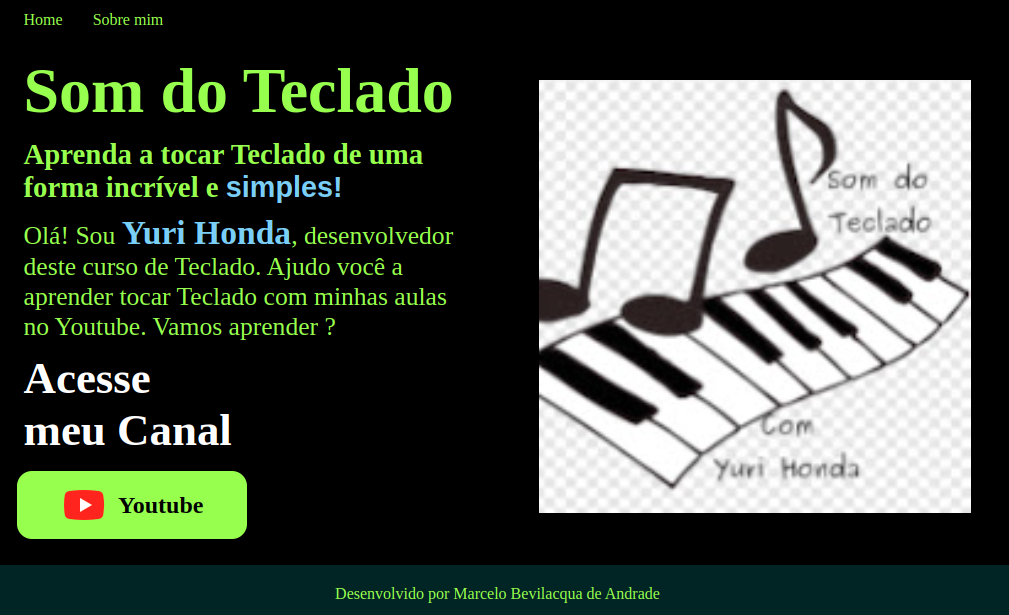 Home Sobre mim
Som do Teclado
Aprenda a tocar Teclado de uma
forma incrível e simples!
Olá! Sou Yuri Honda, desenvolvedor
deste curso de Teclado. Ajudo você a
aprender tocar Teclado com minhas aulas
no Youtube. Vamos aprender ?
Acesse
meu Canal
Youtube
Som do
Teclado
Com
Yuri Honda
Desenvolvido por Marcelo Bevilacqua de Andrade